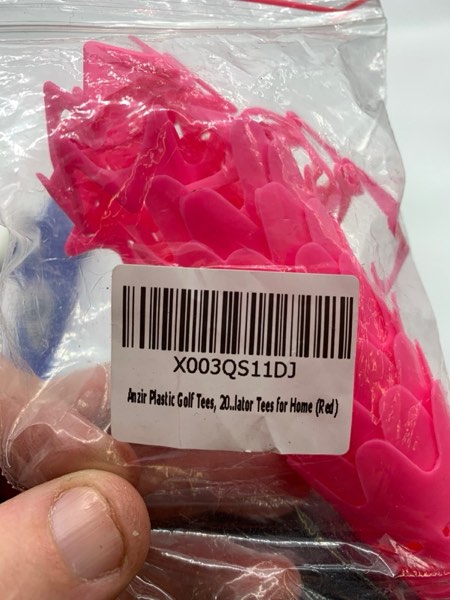 X003QS11DJ
Anzir Plastic Golf Tees, 20..lator Tees for Home (Red)